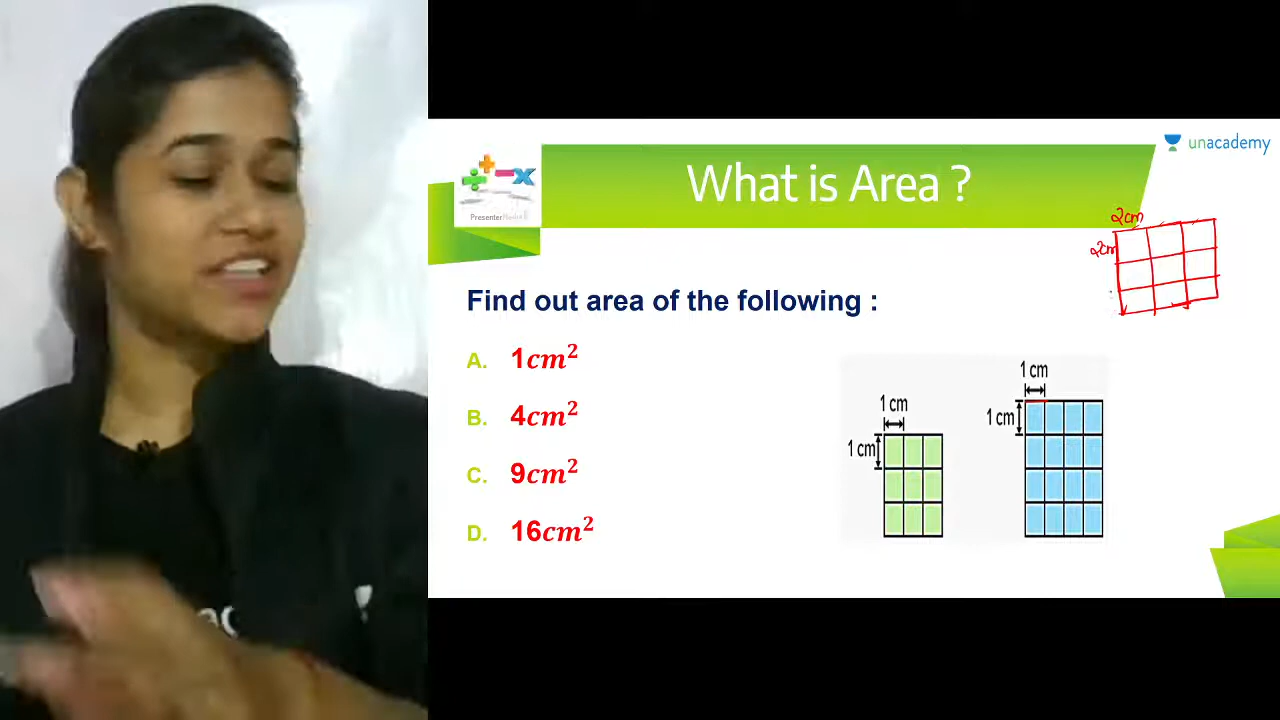 unacademy
What is Area ?
Presenter
2cm
2cm
Find out area of the following :
A. 1cm²
B. 4cm²
C. 9cm²
D. 16cm²
1 cm
1 cm
1 cm
1 cm